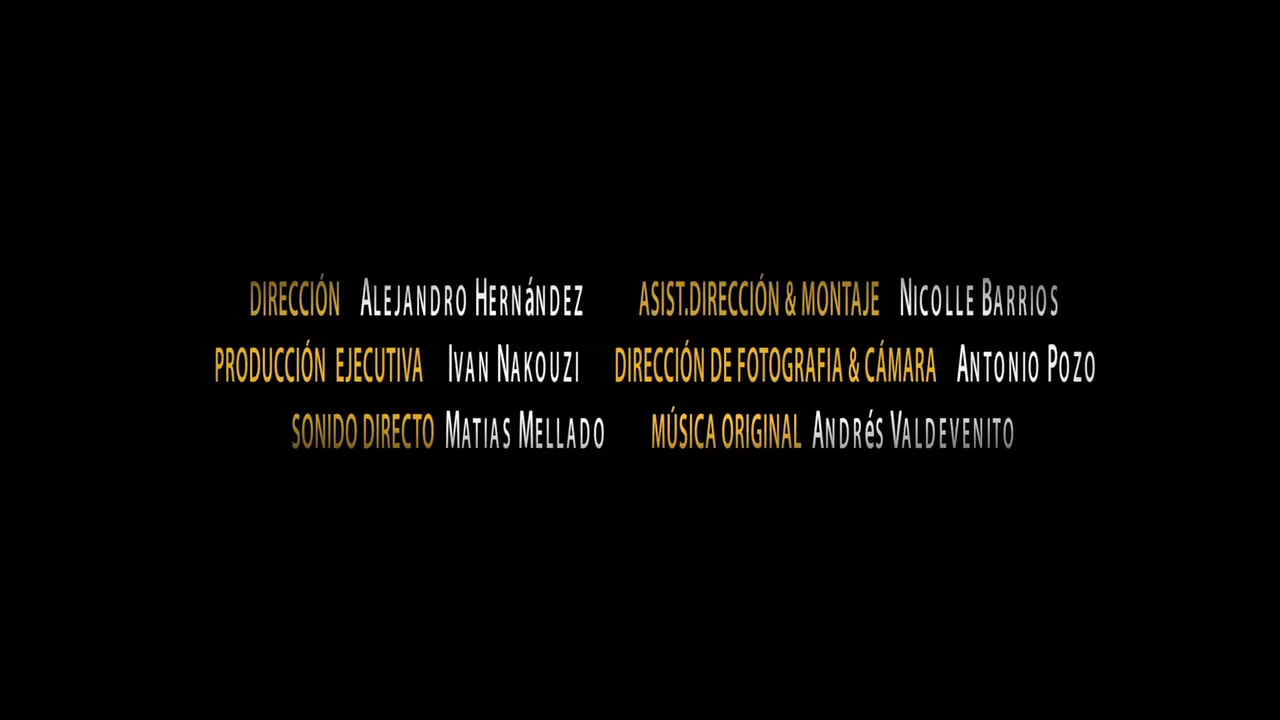 DIRECCIÓN ALEJANDRO HERNáNDEZ ASIST.DIRECCIÓN & MONTAJE NICOLLE BARRIOS
PRODUCCIÓN EJECUTIVA IVAN NAKOUZI DIRECCIÓN DE FOTOGRAFIA & CÁMARA ANTONIO POZO
SONIDO DIRECTO MATIAS MELLADO MÚSICA ORIGINAL ANDRéS VALDEVENITO